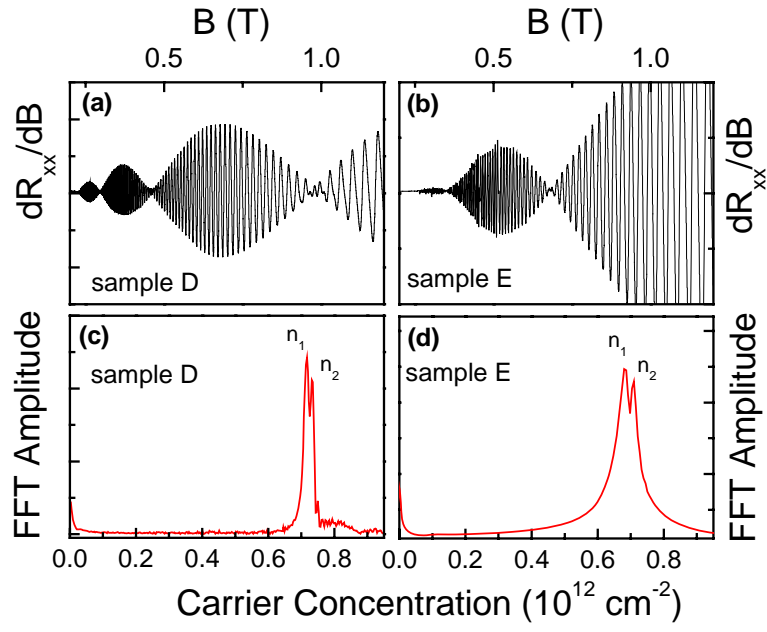 B (T) B (T)
0.5 1.0 0.5 1.0
(a) (b)
dR_xx/dB dR_xx/dB
sample D sample E
(c) n_1 n_2 (d) n_1 n_2
sample D sample E
FFT Amplitude FFT Amplitude
0.0 0.2 0.4 0.6 0.8 0.0 0.2 0.4 0.6 0.8
Carrier Concentration (10^12 cm^-2)